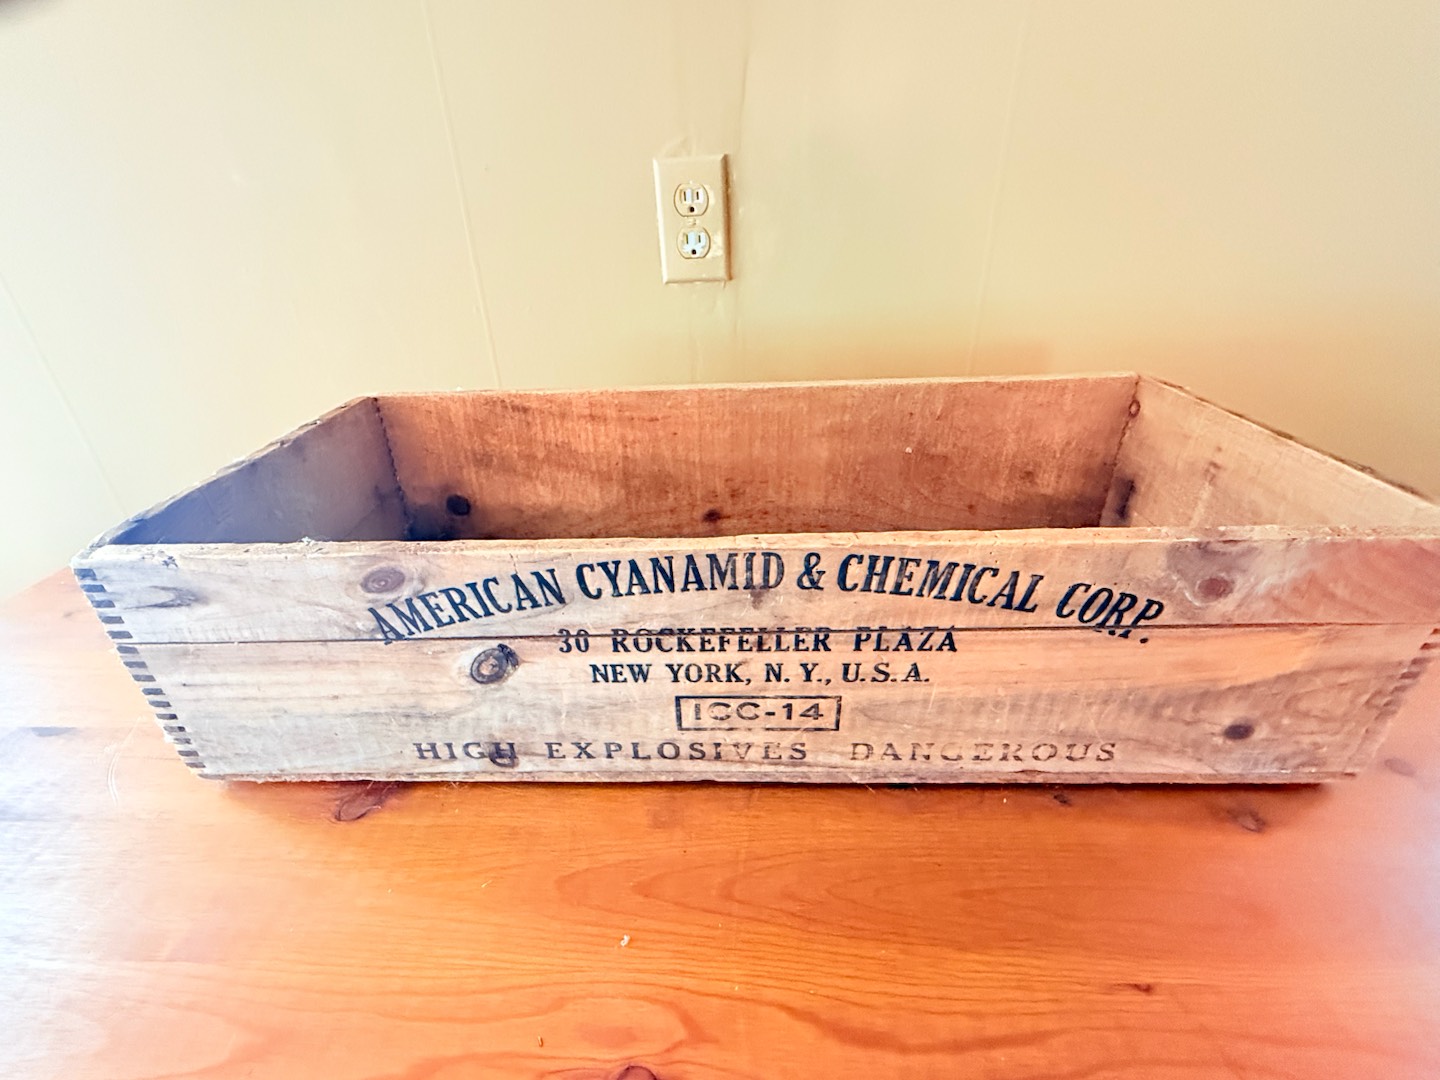 AMERICAN CYANAMID & CHEMICAL CORP.
30 ROCKEFELLER PLAZA
NEW YORK, N. Y., U.S.A.
ICC-14
HIGH EXPLOSIVES DANGEROUS